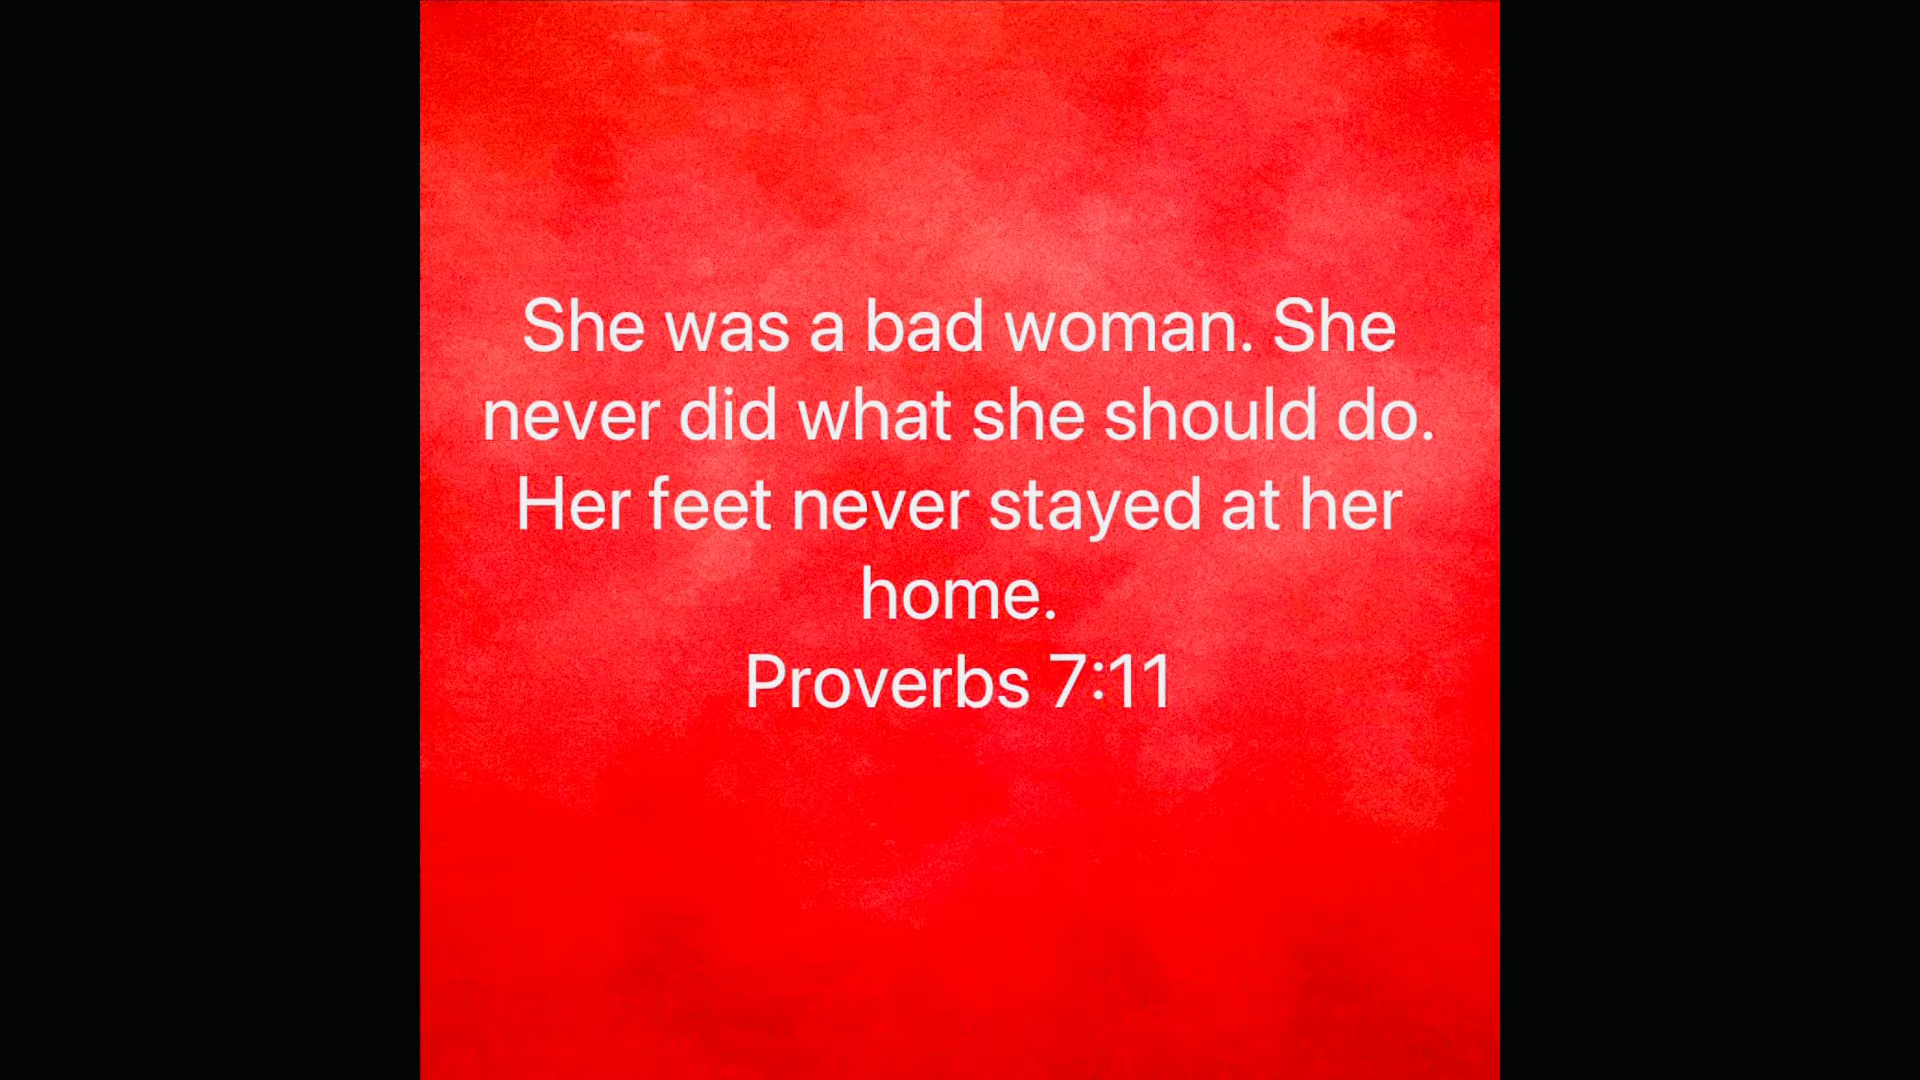 She was a bad woman. She
never did what she should do.
Her feet never stayed at her
home.
Proverbs 7:11